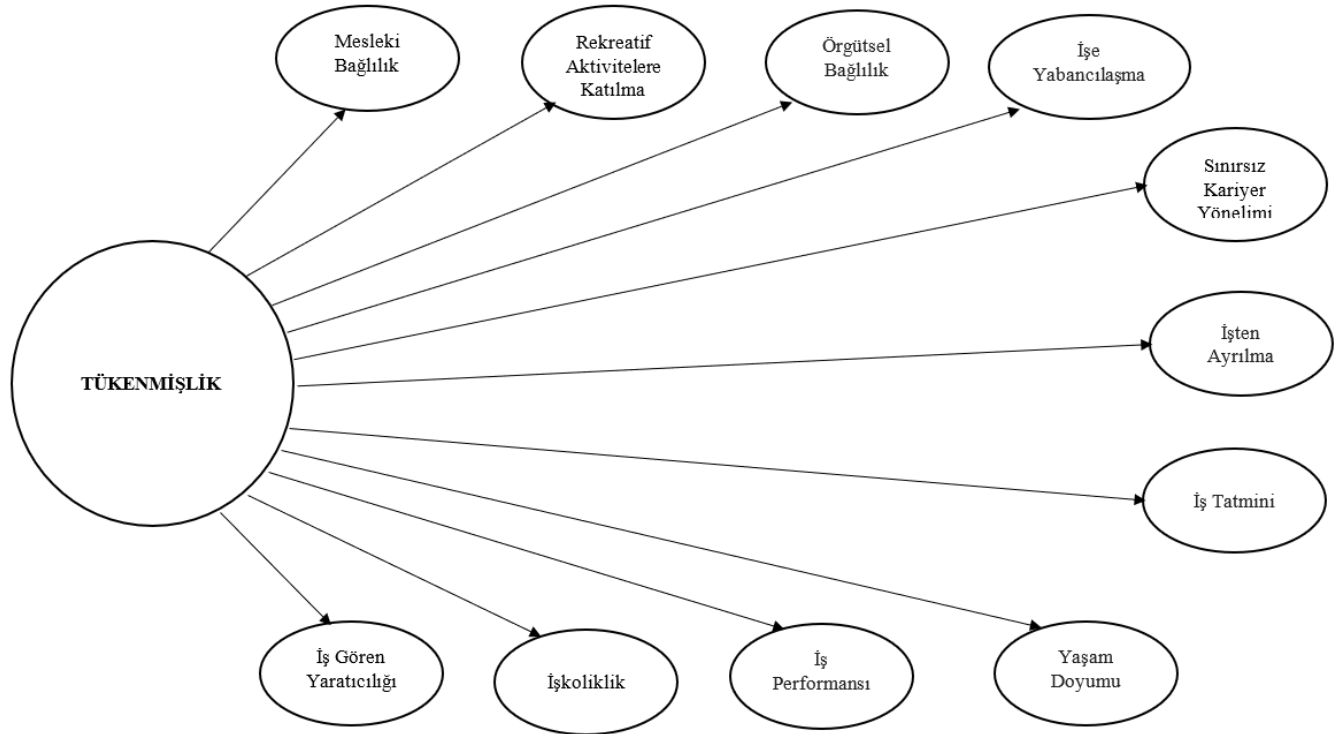 Mesleki
Bağlılık
Rekreatif
Aktivitelere
Katılma
Örgütsel
Bağlılık
İşe
Yabancılaşma
Sınırsız
Kariyer
Yönelimi
TÜKENMİŞLİK
İşten
Ayrılma
İş Tatmini
İş Gören
Yaratıcılığı
İşkoliklik
İş
Performansı
Yaşam
Doyumu